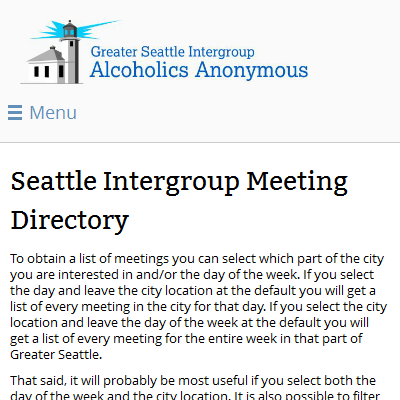 Greater Seattle Intergroup
Alcoholics Anonymous
Menu
Seattle Intergroup Meeting
Directory
To obtain a list of meetings you can select which part of the city
you are interested in and/or the day of the week. If you select
the day and leave the city location at the default you will get a
list of every meeting in the city for that day. If you select the city
location and leave the day of the week at the default you will
get a list of every meeting for the entire week in that part of
Greater Seattle.
That said, it will probably be most useful if you select both the
day of the week and the city location. It is also possible to filter